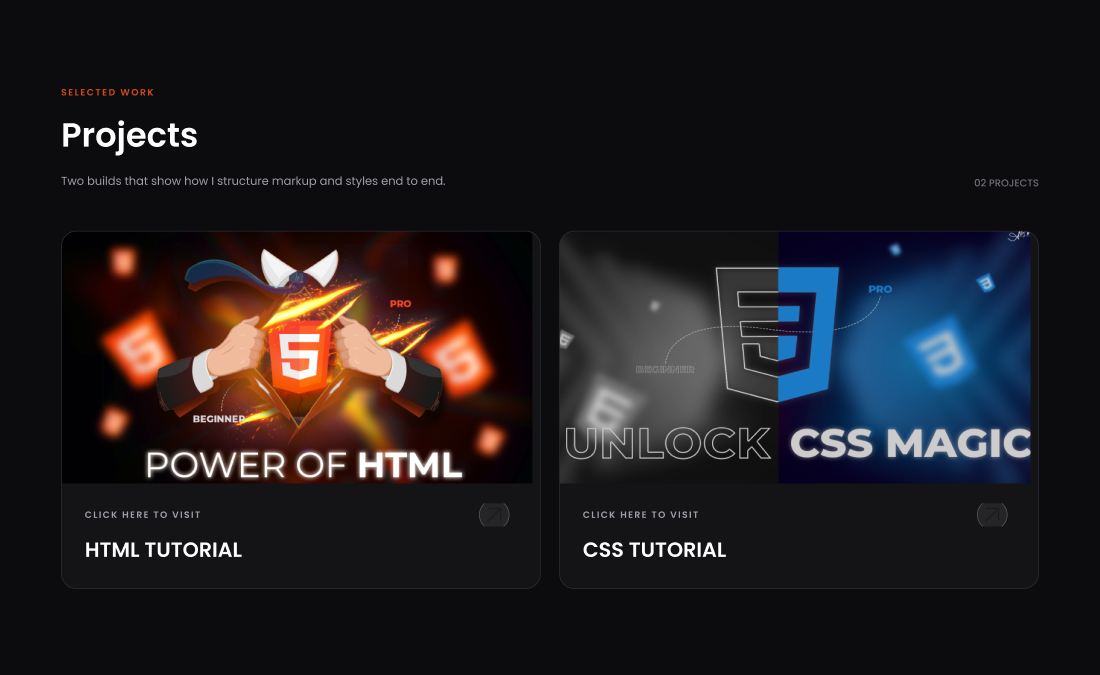 SELECTED WORK
Projects
Two builds that show how I structure markup and styles end to end.
02 PROJECTS
PRO
5
BEGINNER
POWER OF HTML
PRO
BEGINNER
UNLOCK CSS MAGIC
CLICK HERE TO VISIT
HTML TUTORIAL
CLICK HERE TO VISIT
CSS TUTORIAL